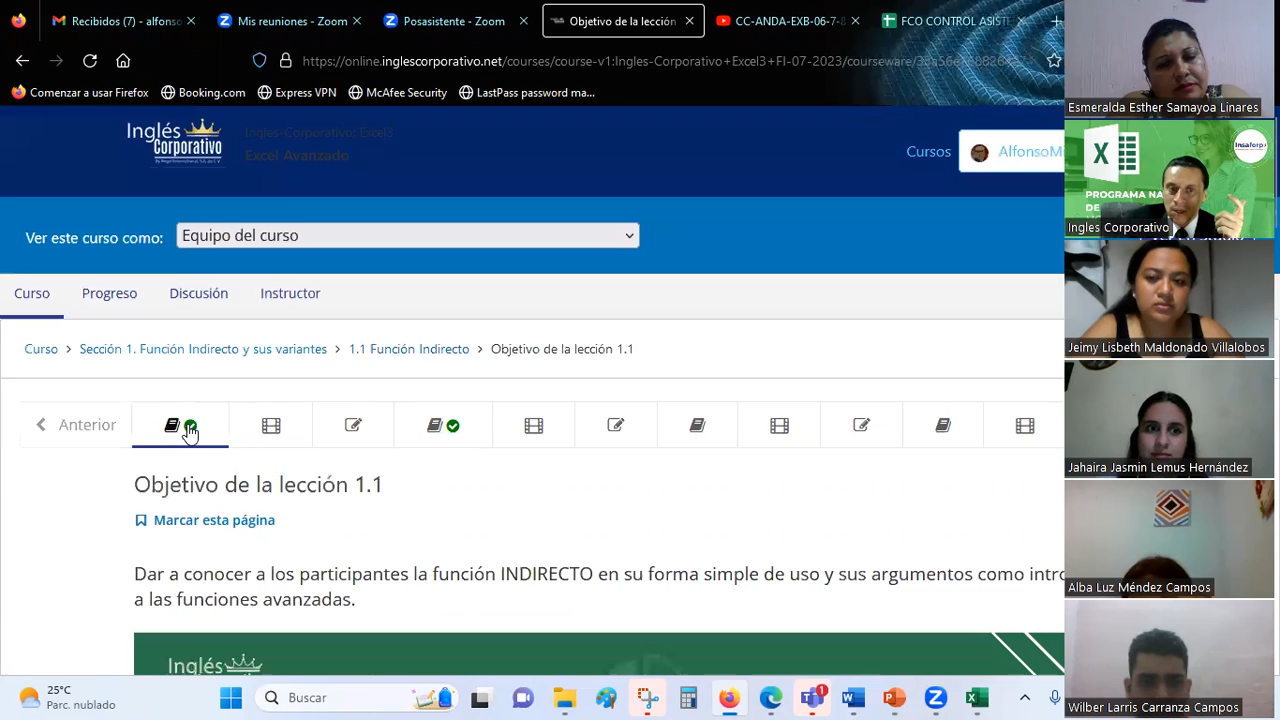 Recibidos (7) - alfonso
Mis reuniones - Zoom
Posasistente - Zoom
Objetivo de la lección
CC-ANDA-EXB-06-7-8
FCO CONTROL ASISTE
https://online.inglescorporativo.net/courses/course-v1:Ingles-Corporativo+Excel3+FI-07-2023/courseware/
Comenzar a usar Firefox
Booking.com
Express VPN
McAfee Security
LastPass password ma...
Inglés
Corporativo
Ingles-Corporativo: Excel3
Excel Avanzado
Cursos
AlfonsoM
Ver este curso como:
Equipo del curso
Curso
Progreso
Discusión
Instructor
Curso > Sección 1. Función Indirecto y sus variantes > 1.1 Función Indirecto > Objetivo de la lección 1.1
Anterior
Objetivo de la lección 1.1
Marcar esta página
Dar a conocer a los participantes la función INDIRECTO en su forma simple de uso y sus argumentos como intro
a las funciones avanzadas.
Inglés
25°C
Parc. nublado
Buscar
1
Esmeralda Esther Samayoa Linares
X
Insaforp
PROGRAMA NA
DE
Ingles Corporativo
Jeimy Lisbeth Maldonado Villalobos
Jahaira Jasmin Lemus Hernández
Alba Luz Méndez Campos
Wilber Larris Carranza Campos